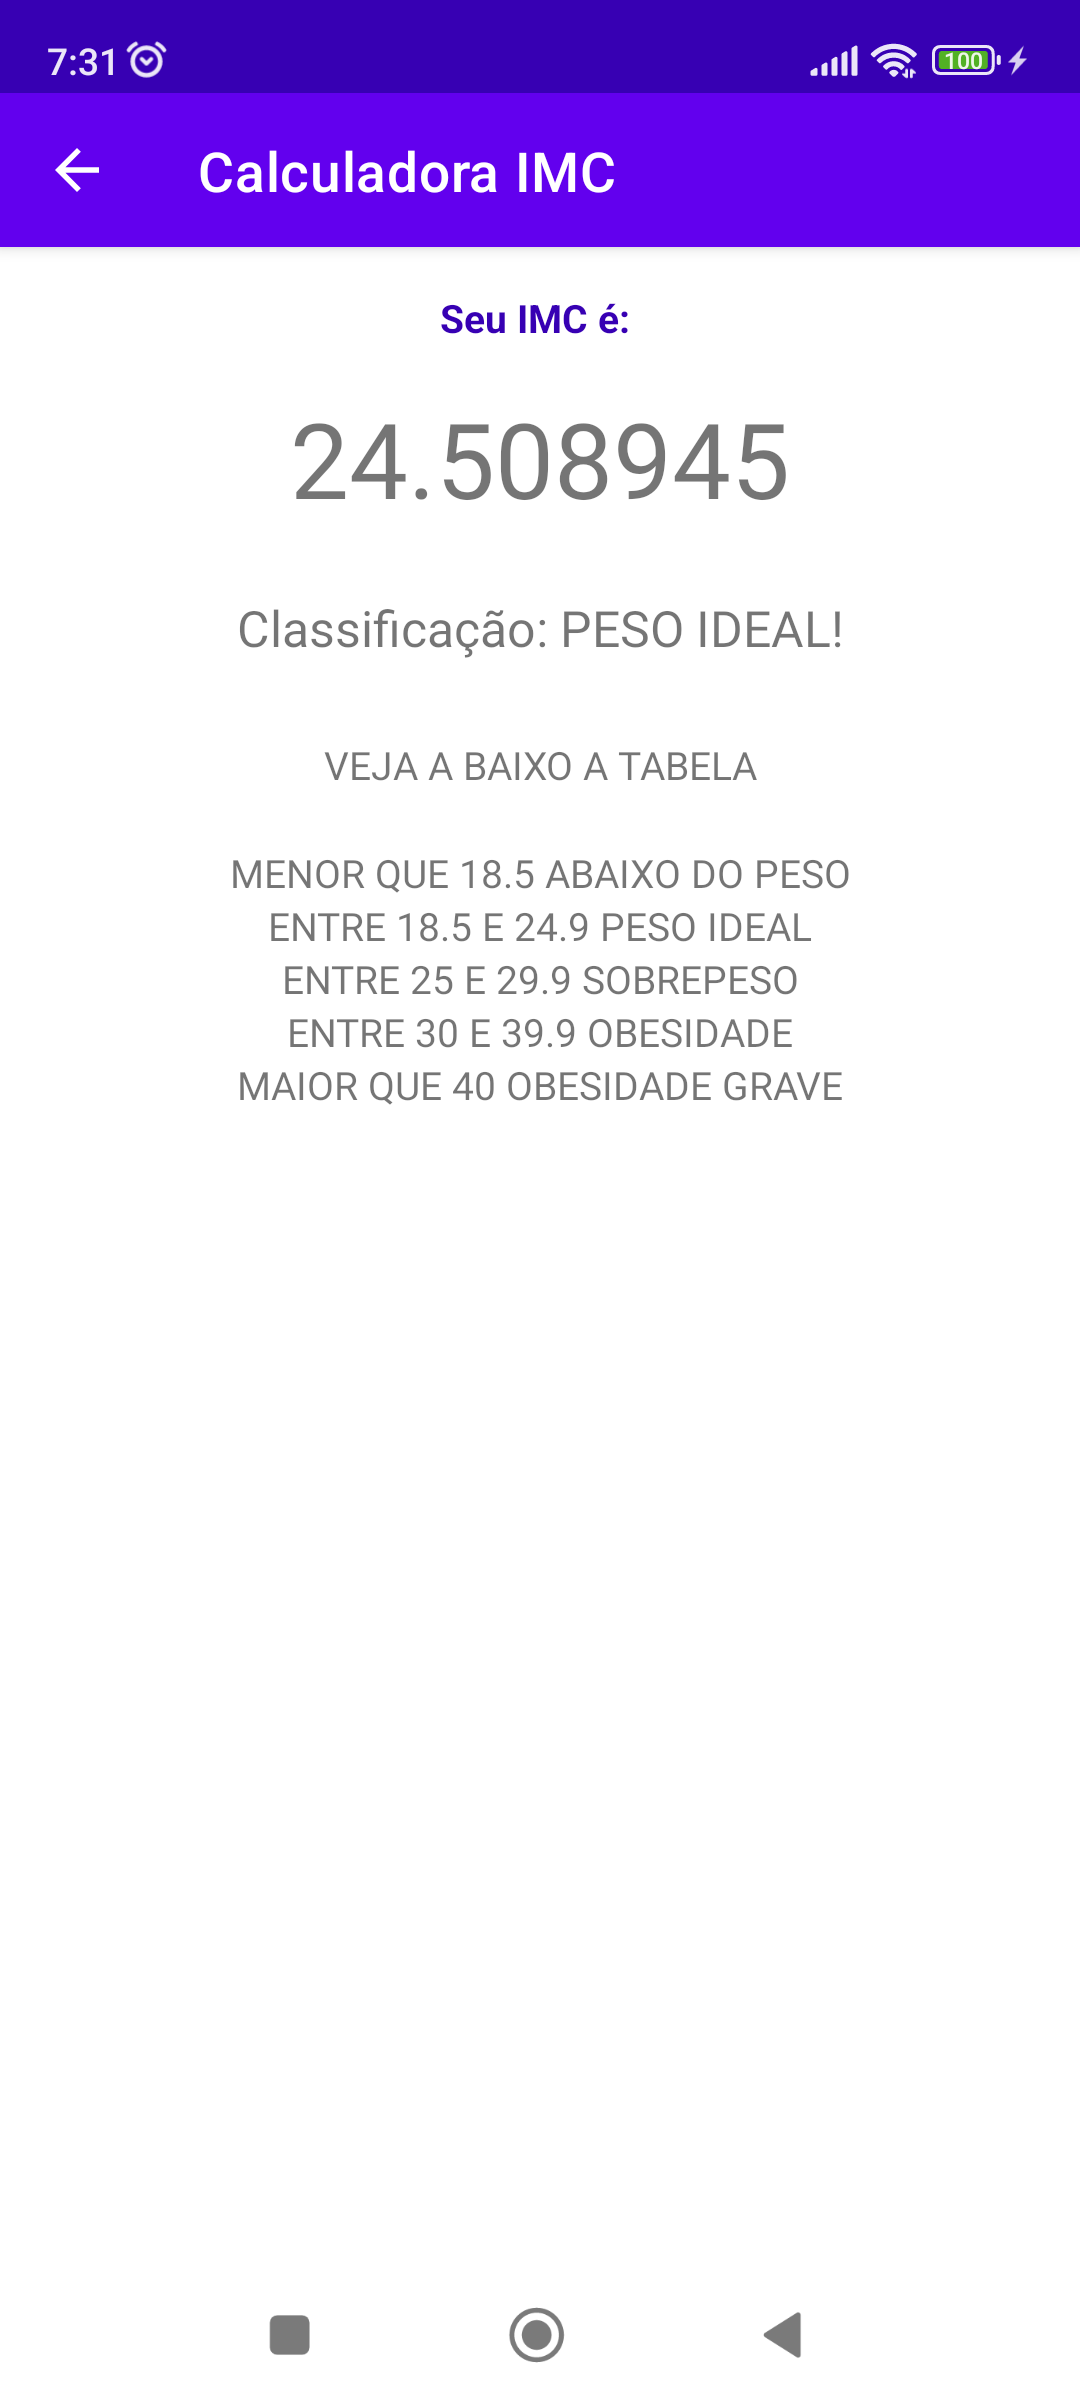 7:31
100
Calculadora IMC
Seu IMC é:
24.508945
Classificação: PESO IDEAL!
VEJA A BAIXO A TABELA
MENOR QUE 18.5 ABAIXO DO PESO
ENTRE 18.5 E 24.9 PESO IDEAL
ENTRE 25 E 29.9 SOBREPESO
ENTRE 30 E 39.9 OBESIDADE
MAIOR QUE 40 OBESIDADE GRAVE